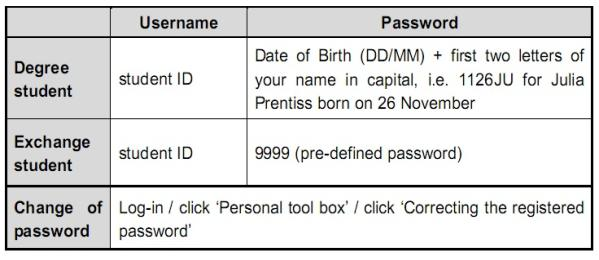 Username Password
Degree student
student ID
Date of Birth (DD/MM) + first two letters of
your name in capital, i.e. 1126JU for Julia
Prentiss born on 26 November
Exchange student
student ID
9999 (pre-defined password)
Change of password
Log-in / click ‘Personal tool box’ / click ‘Correcting the registered
password’